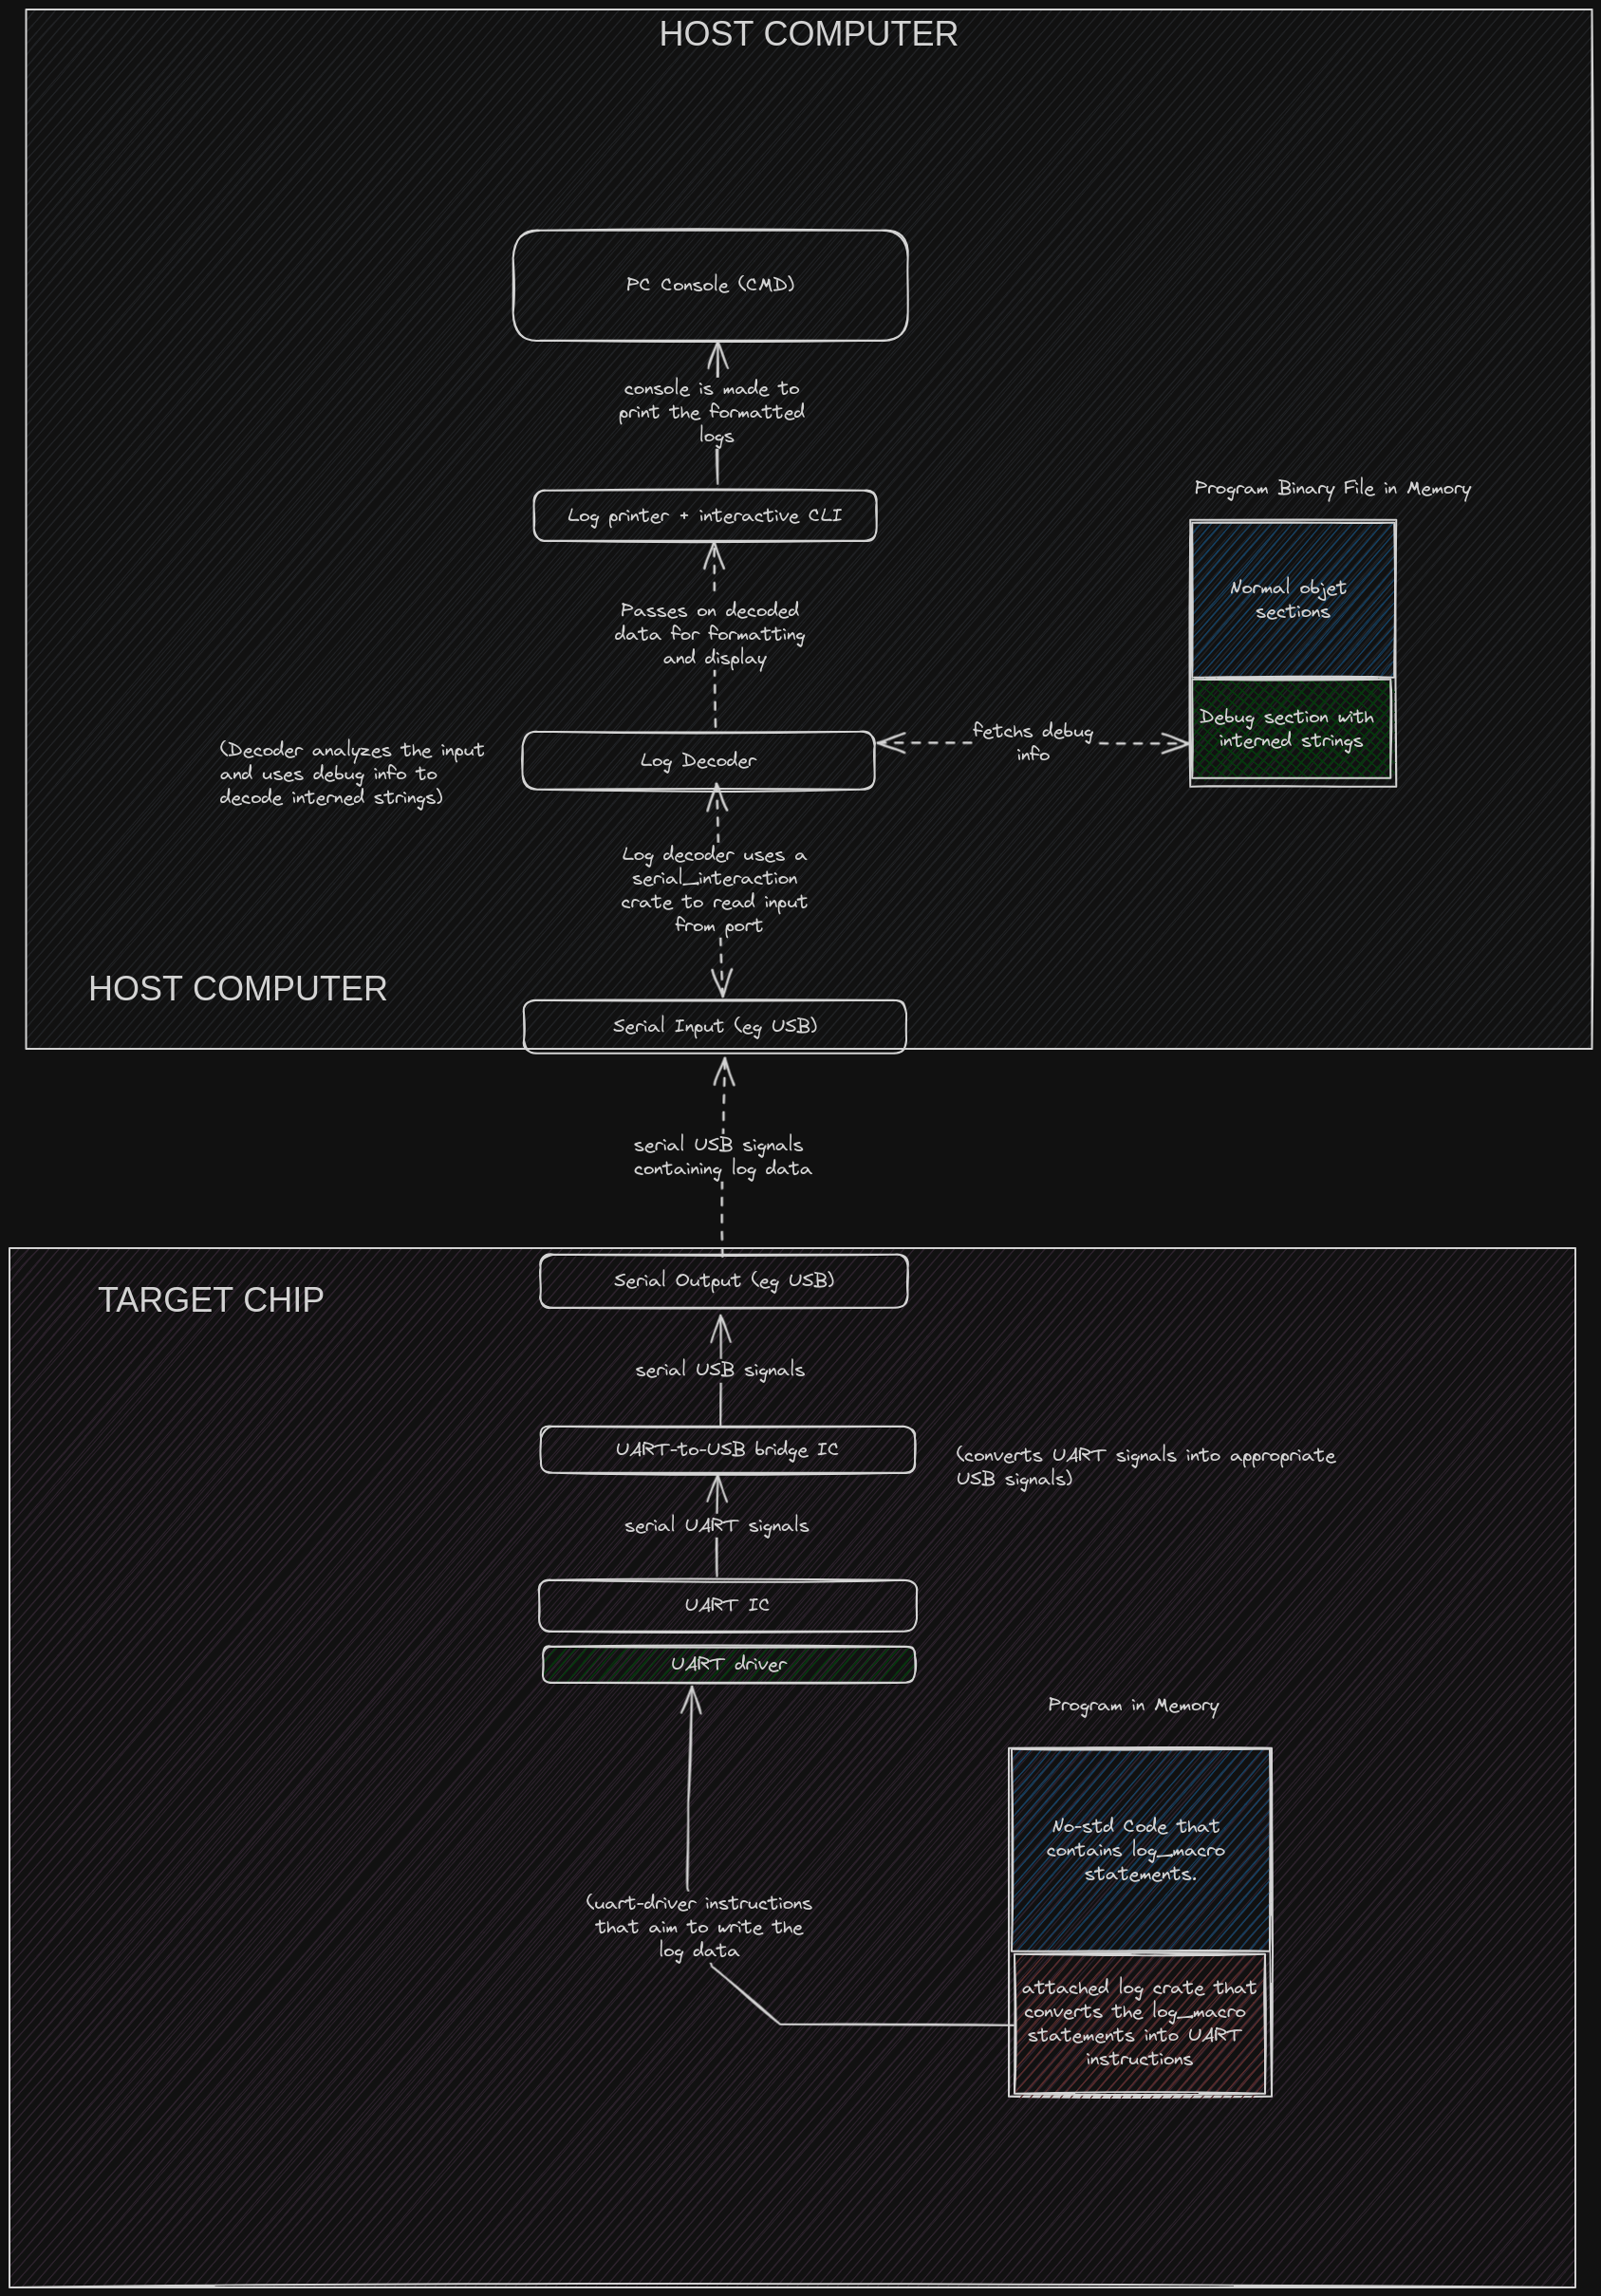 HOST COMPUTER
PC Console (CMD)
console is made to
print the formatted
logs
Log printer + interactive CLI
Program Binary File in Memory
Normal objet
sections
Passes on decoded
data for formatting
and display
Debug section with
interned strings
fetchs debug
info
Log Decoder
(Decoder analyzes the input
and uses debug info to
decode interned strings)
Log decoder uses a
serial_interaction
crate to read input
from port
HOST COMPUTER
Serial Input (eg USB)
serial USB signals
containing log data
TARGET CHIP
Serial Output (eg USB)
serial USB signals
UART-to-USB bridge IC
(converts UART signals into appropriate
USB signals)
serial UART signals
UART IC
UART driver
Program in Memory
No-std Code that
contains log_macro
statements.
(uart-driver instructions
that aim to write the
log data
attached log crate that
converts the log_macro
statements into UART
instructions